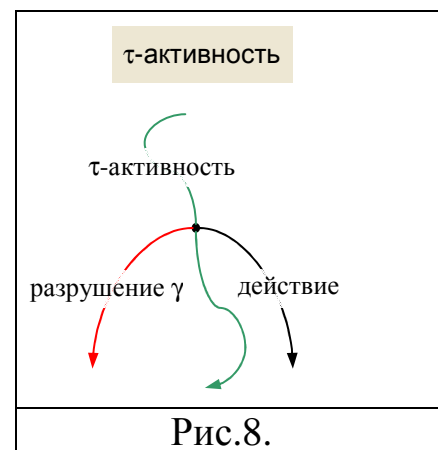 τ-активность
τ-активность
разрушение γ
действие
Рис.8.